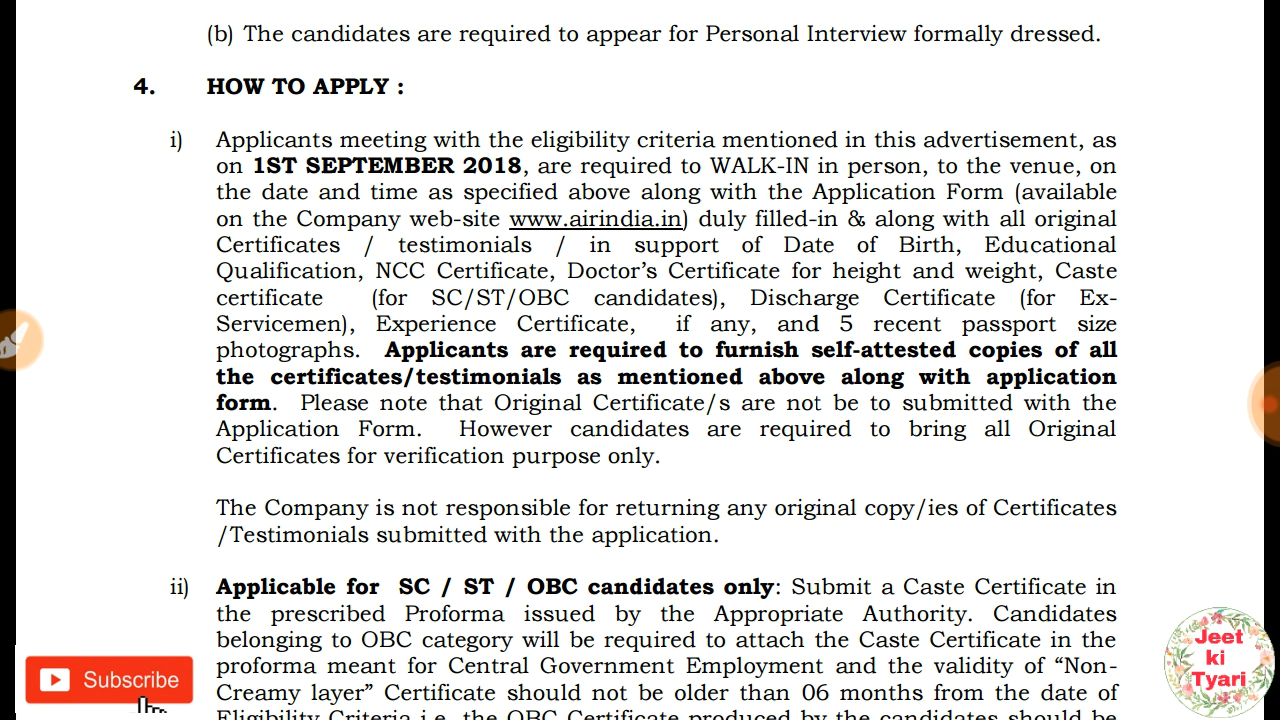 (b) The candidates are required to appear for Personal Interview formally dressed.
4. HOW TO APPLY :
i) Applicants meeting with the eligibility criteria mentioned in this advertisement, as
on 1ST SEPTEMBER 2018, are required to WALK-IN in person, to the venue, on
the date and time as specified above along with the Application Form (available
on the Company web-site www.airindia.in) duly filled-in & along with all original
Certificates / testimonials / in support of Date of Birth, Educational
Qualification, NCC Certificate, Doctor's Certificate for height and weight, Caste
certificate (for SC/ST/OBC candidates), Discharge Certificate (for Ex-
Servicemen), Experience Certificate, if any, and 5 recent passport size
photographs. Applicants are required to furnish self-attested copies of all
the certificates/testimonials as mentioned above along with application
form. Please note that Original Certificate/s are not be to submitted with the
Application Form. However candidates are required to bring all Original
Certificates for verification purpose only.
The Company is not responsible for returning any original copy/ies of Certificates
/Testimonials submitted with the application.
ii) Applicable for SC / ST / OBC candidates only: Submit a Caste Certificate in
the prescribed Proforma issued by the Appropriate Authority. Candidates
belonging to OBC category will be required to attach the Caste Certificate in the
proforma meant for Central Government Employment and the validity of “Non-
Creamy layer” Certificate should not be older than 06 months from the date of
Eligibility Criteria i.e. the OBC Certificate produced by the candidates should be
Subscribe
Jeet
ki
Tyari